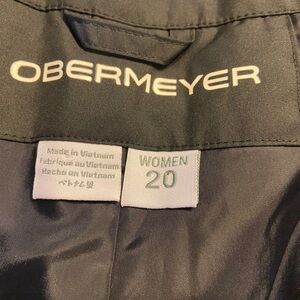 OBERMEYER
Made in Vietnam
Fabriqué au Vietnam
Hecho en Vietnam
ベトナム製
WOMEN
20